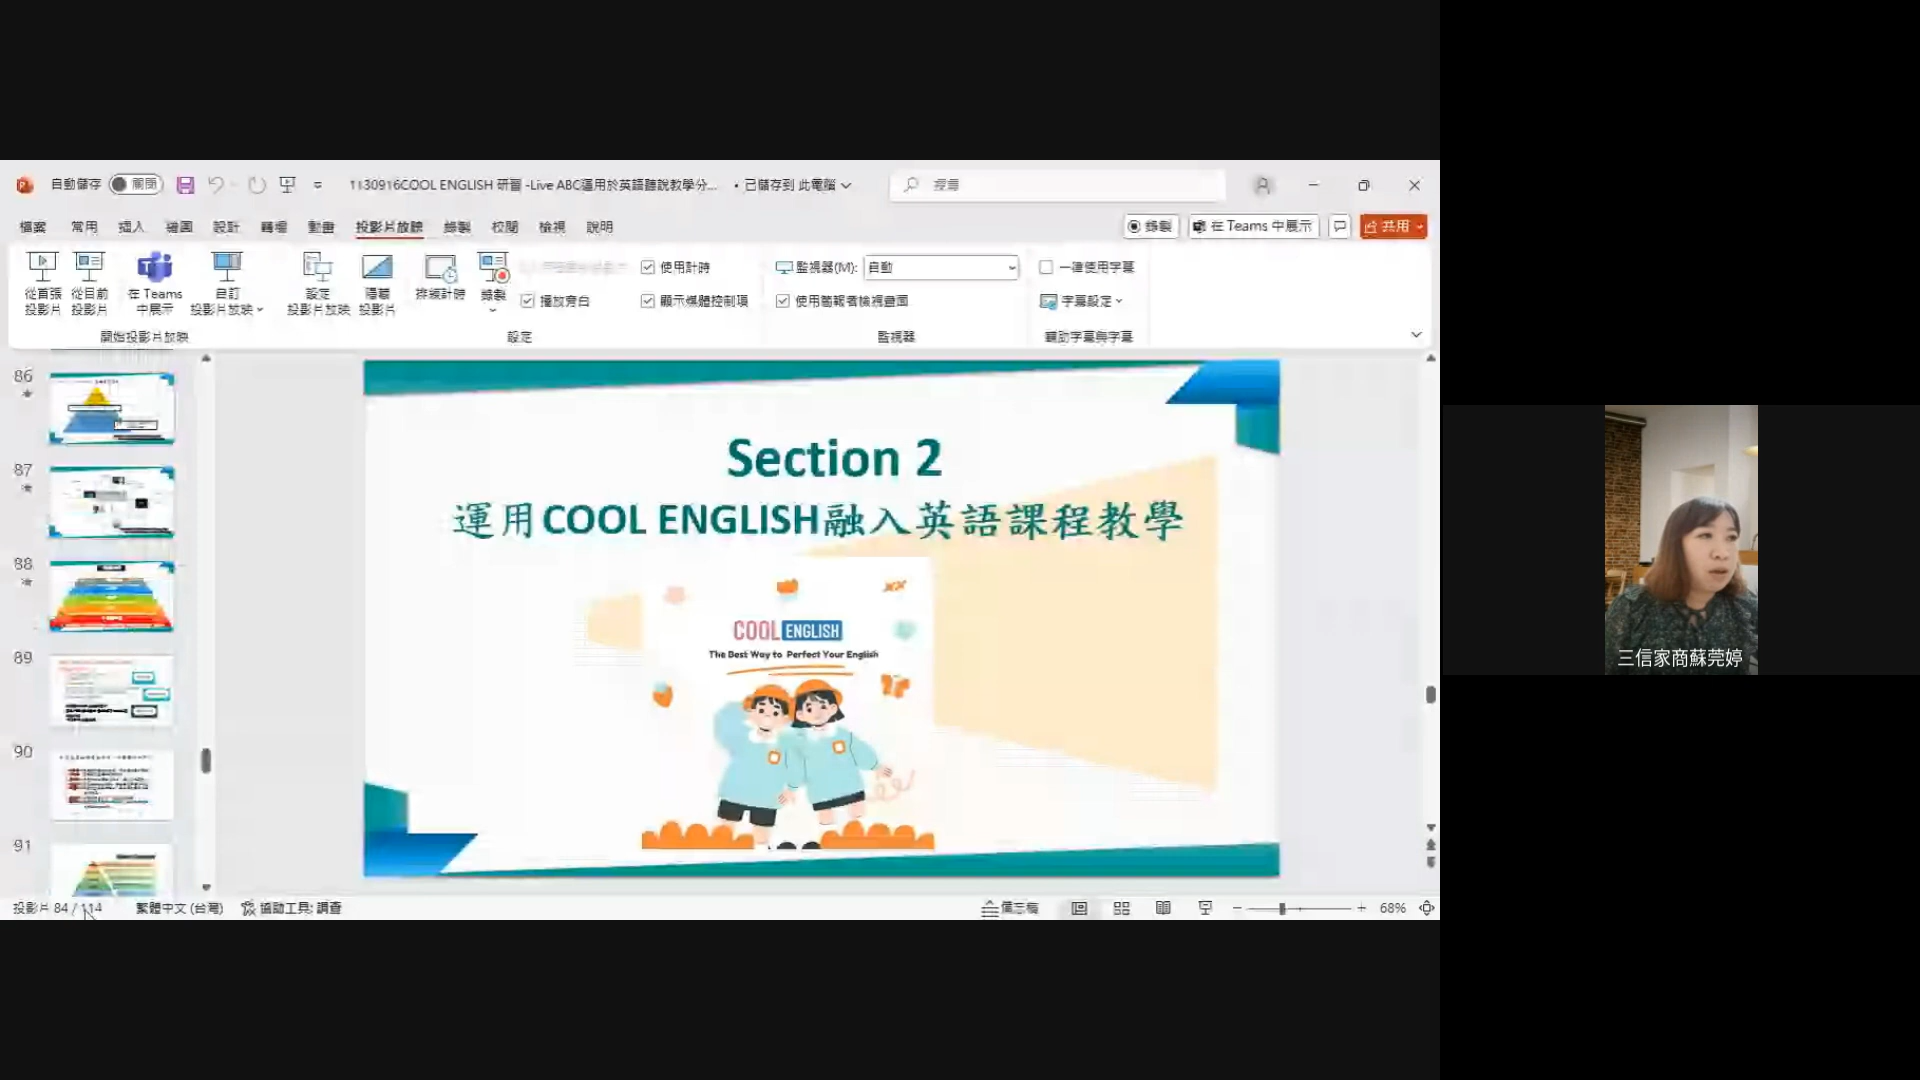 自動儲存 關閉 1130916COOL ENGLISH 研習 -Live ABC運用於英語聽說教學分... • 已儲存到 此電腦 搜尋
檔案 常用 插入 繪圖 設計 轉場 動畫 投影片放映 錄製 校閱 檢視 說明 錄製 在 Teams 中展示 共用
從首張投影片 從目前投影片 在 Teams 中展示 自訂投影片放映 設定投影片放映 隱藏投影片 排練計時 錄製
使用計時 監視器(M): 自動 一律使用字幕
播放旁白 顯示媒體控制項 使用簡報者檢視畫面 字幕設定
開始投影片放映 設定 監視器 輔助字幕與字幕
86
87
88
89
90
91
Section 2
運用COOL ENGLISH融入英語課程教學
COOL ENGLISH
The Best Way to Perfect Your English
三信家商蘇莞婷
投影片 84 / 114 繁體中文 (台灣) 協助工具: 調查 備忘稿 68%